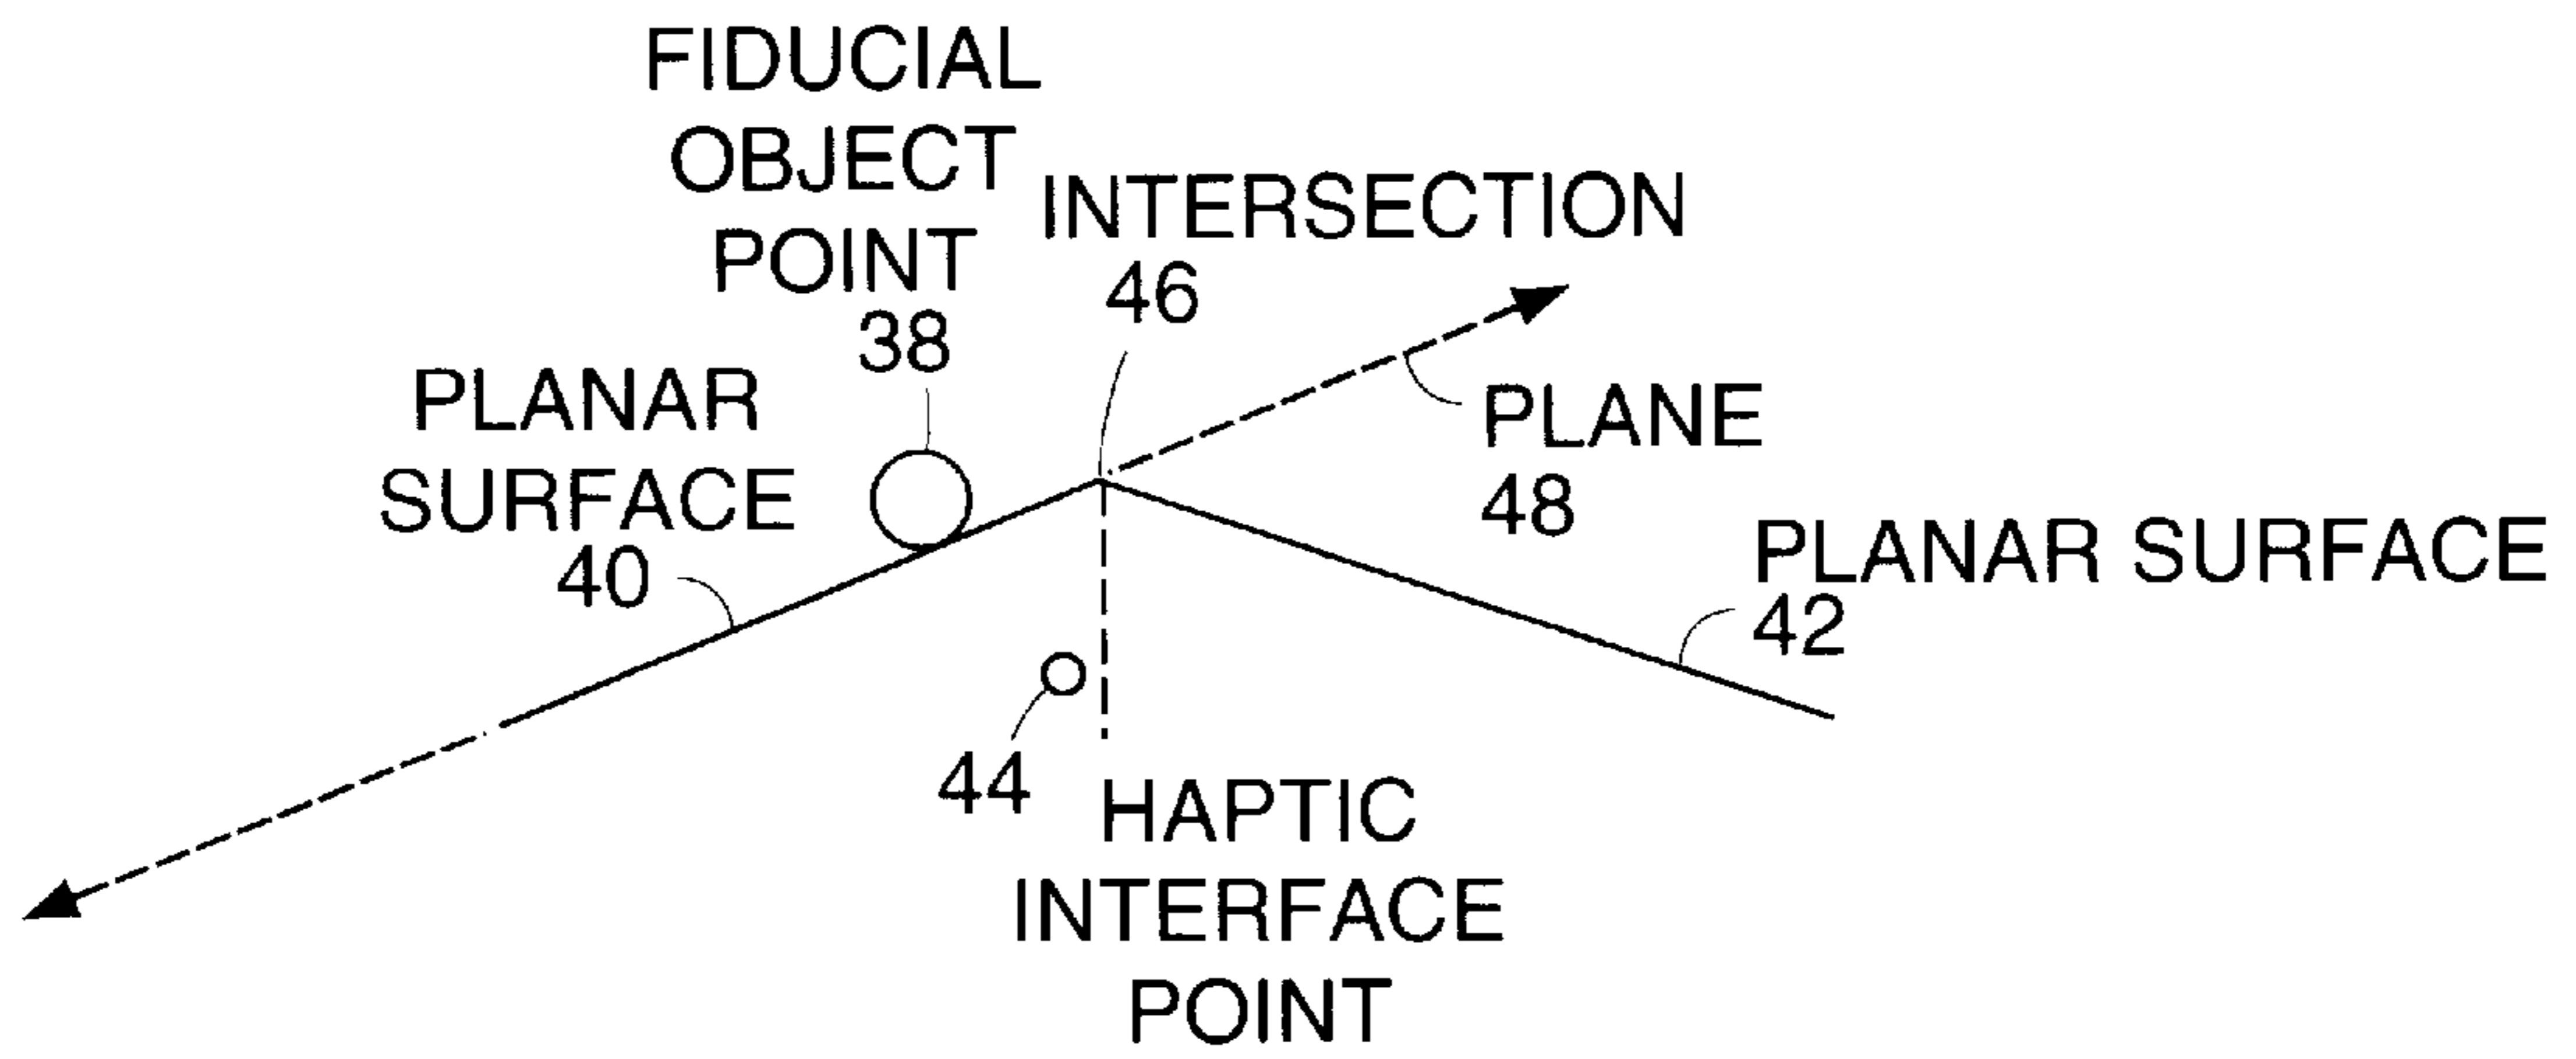 FIDUCIAL
OBJECT
POINT
38
INTERSECTION
46
PLANAR
SURFACE
40
PLANE
48
PLANAR SURFACE
42
44
HAPTIC
INTERFACE
POINT